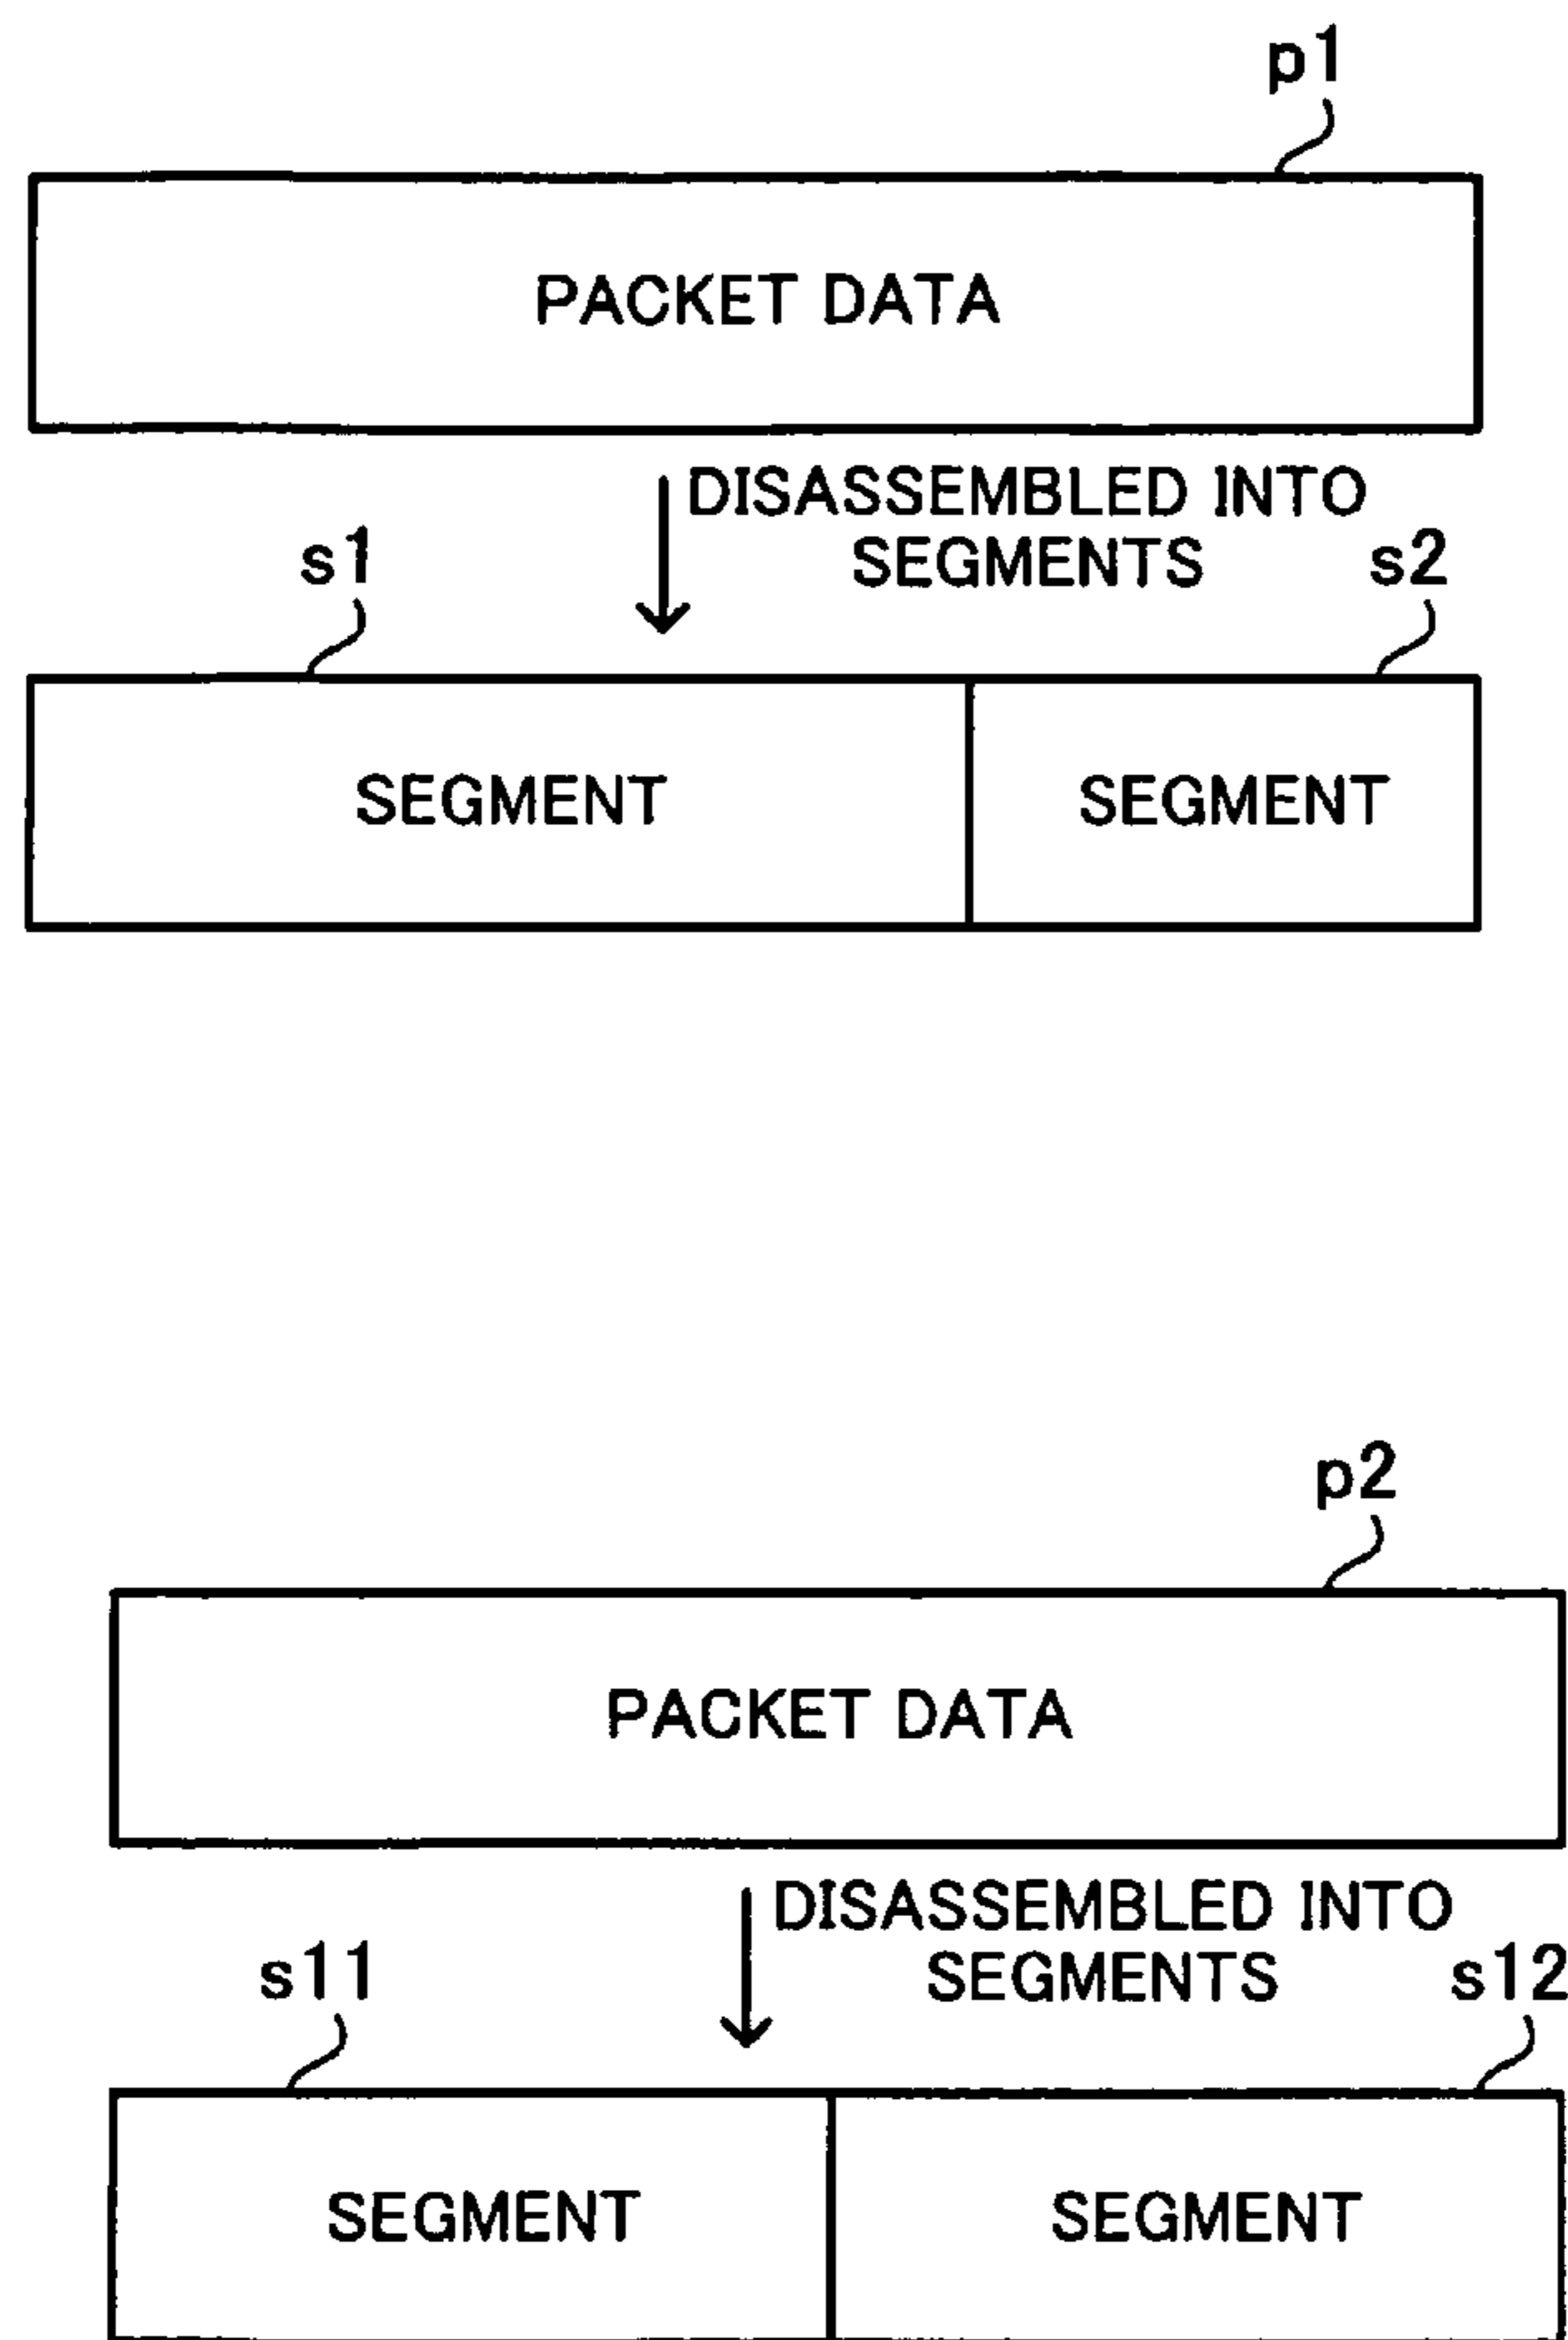 p1
PACKET DATA
DISASSEMBLED INTO
SEGMENTS
s1
s2
SEGMENT
SEGMENT
p2
PACKET DATA
DISASSEMBLED INTO
SEGMENTS
s11
s12
SEGMENT
SEGMENT